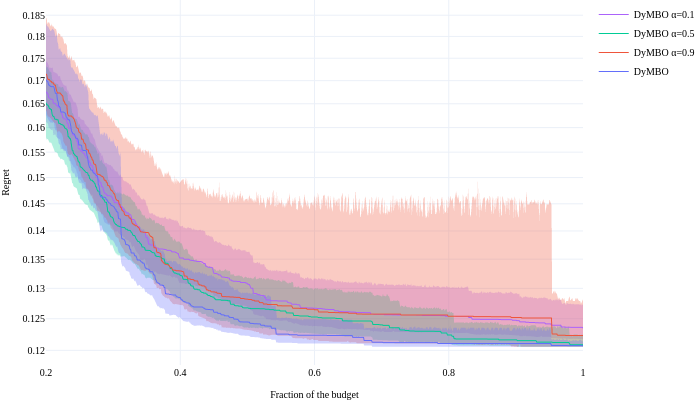 0.185
0.18
0.175
0.17
0.165
0.16
0.155
0.15
0.145
0.14
0.135
0.13
0.125
0.12
Regret
0.2 0.4 0.6 0.8 1
Fraction of the budget
DyMBO α=0.1
DyMBO α=0.5
DyMBO α=0.9
DyMBO